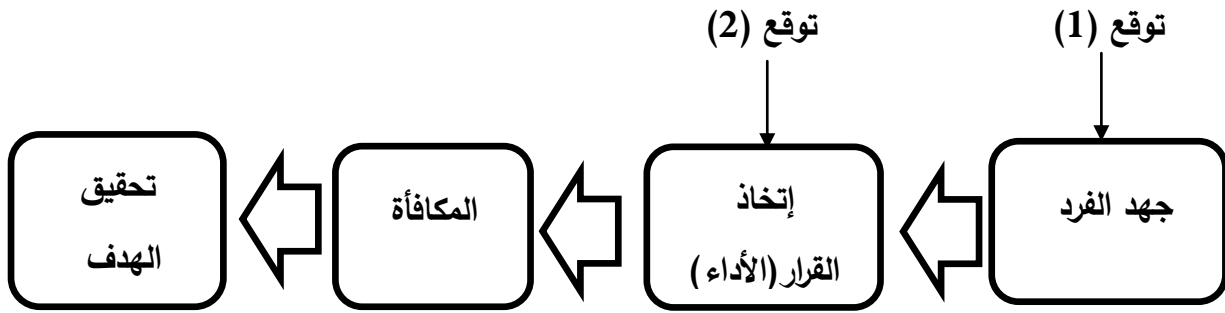 توقع (1)
توقع (2)
جهد الفرد
إتخاذ
القرار(الأداء )
المكافأة
تحقيق
الهدف